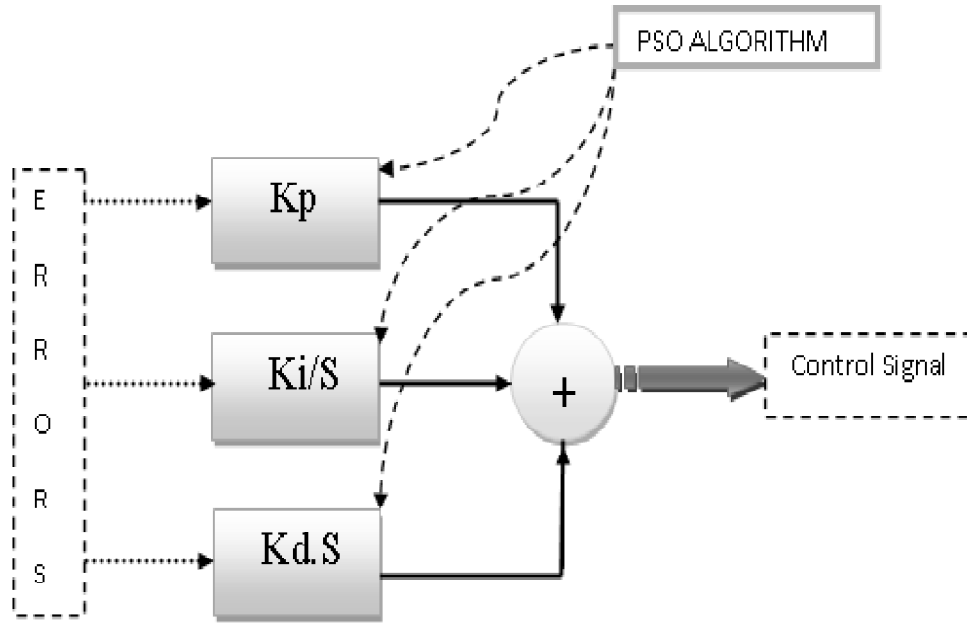 PSO ALGORITHM
E
R
R
O
R
S
Kp
Ki/S
Kd.S
+
Control Signal